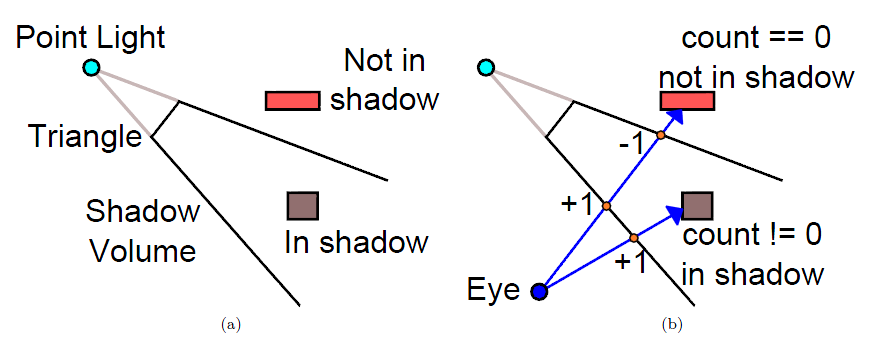 Point Light
Not in
shadow
Triangle
Shadow
Volume
In shadow
(a)
count == 0
not in shadow
-1
+1
+1
count != 0
in shadow
Eye
(b)